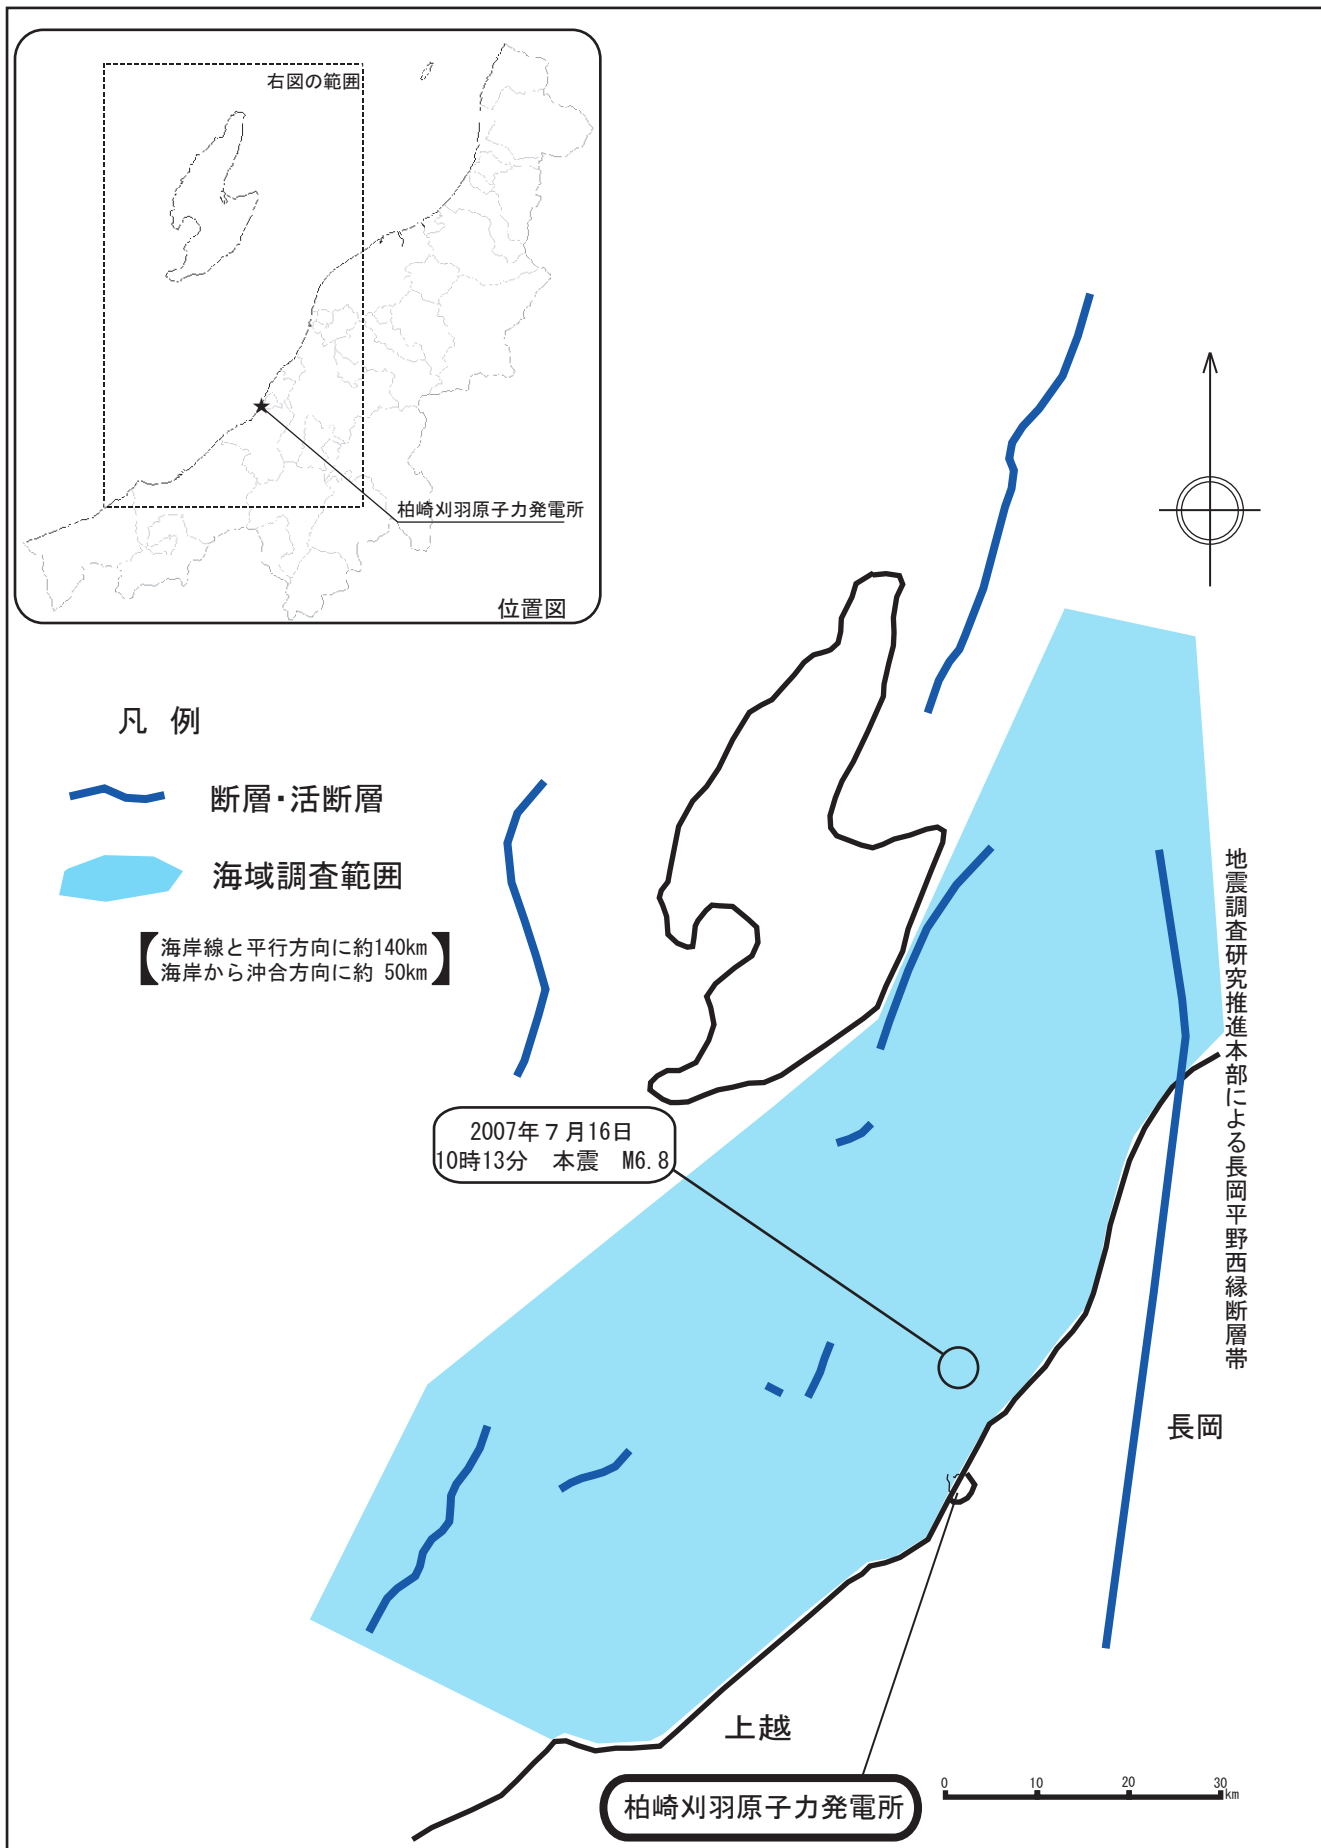 右図の範囲
柏崎刈羽原子力発電所
位置図
凡 例
断層・活断層
海域調査範囲
海岸線と平行方向に約140km
海岸から沖合方向に約 50km
2007年７月16日
10時13分 本震 M6.8
地震調査研究推進本部による長岡平野西縁断層帯
長岡
上越
柏崎刈羽原子力発電所
0 10 20 30
km